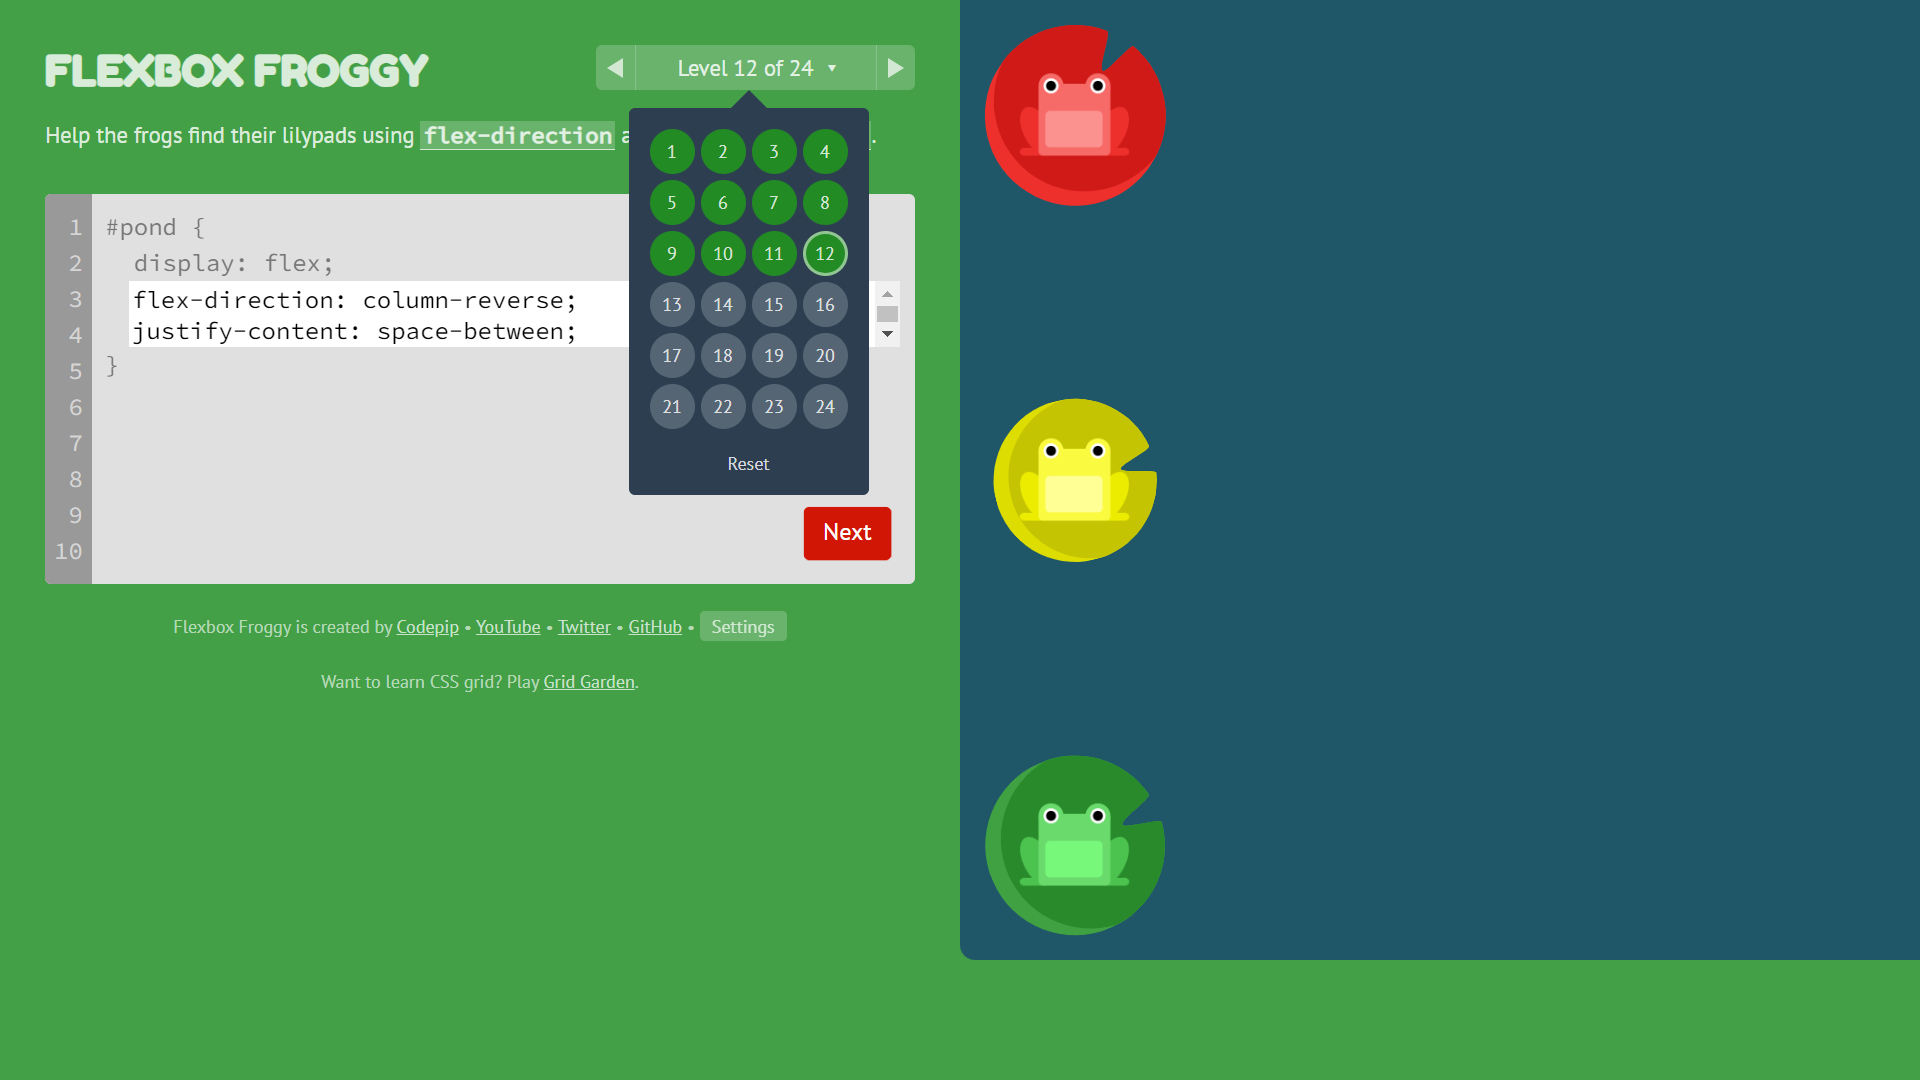 FLEXBOX FROGGY
Level 12 of 24 ▼
Help the frogs find their lilypads using flex-direction a .
1 2 3 4
5 6 7 8
9 10 11 12
13 14 15 16
17 18 19 20
21 22 23 24
Reset
1 #pond {
2 display: flex;
3 flex-direction: column-reverse;
4 justify-content: space-between;
5 }
6
7
8
9
10
Next
Flexbox Froggy is created by Codepip • YouTube • Twitter • GitHub • Settings
Want to learn CSS grid? Play Grid Garden.